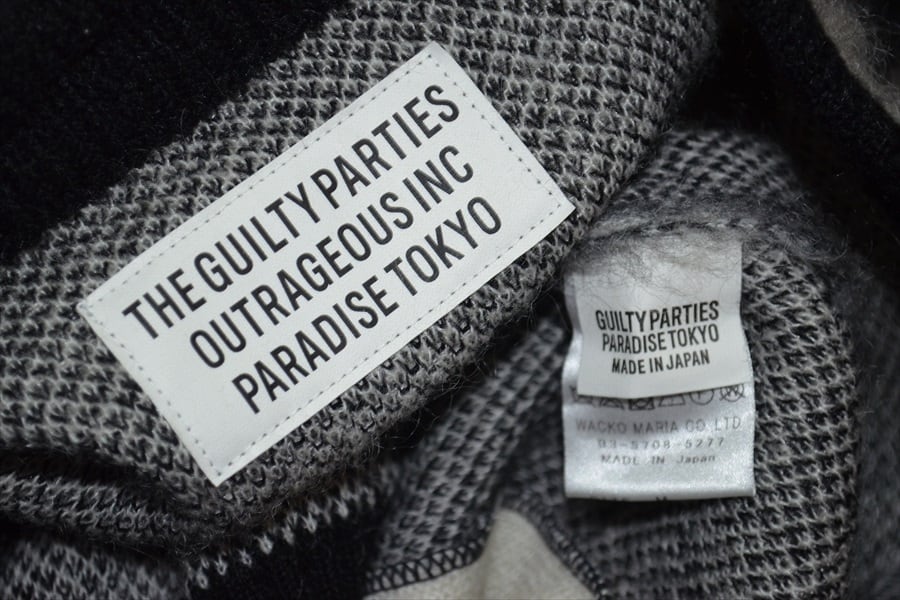 THE GUILTY PARTIES
OUTRAGEOUS INC
PARADISE TOKYO
GUILTY PARTIES
PARADISE TOKYO
MADE IN JAPAN
WACKO MARIA CO. LTD.
03-5708-5277
MADE IN Japan